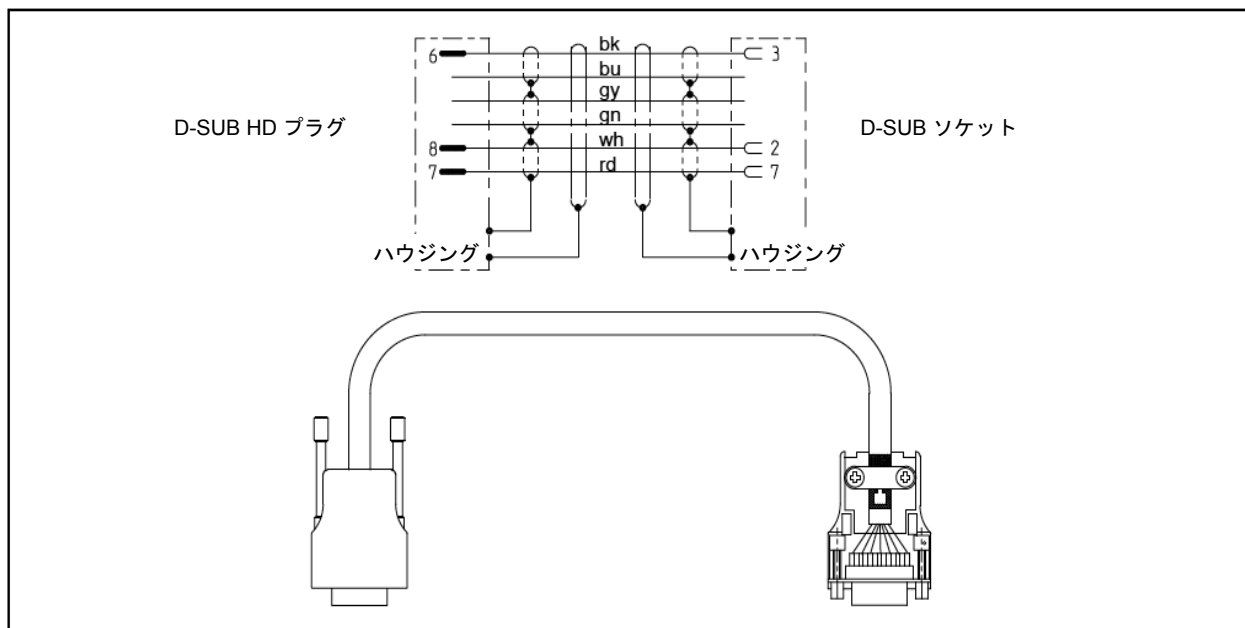 6 bk 3
bu
gy
gn
D-SUB HD プラグ
D-SUB ソケット
8 wh 2
7 rd 7
ハウジング
ハウジング